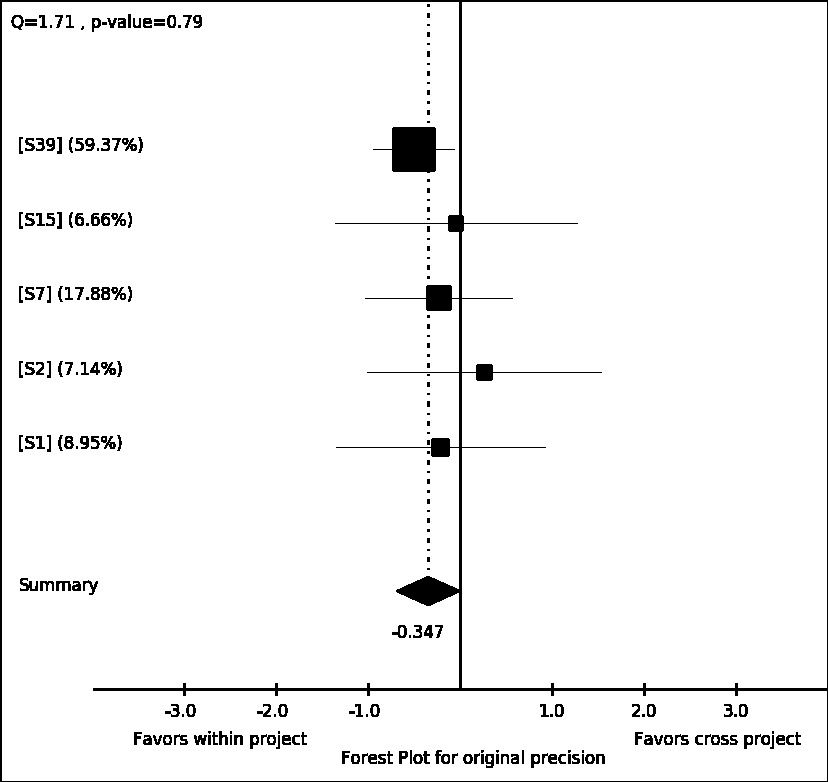 Q=1.71 , p-value=0.79
[S39] (59.37%)
[S15] (6.66%)
[S7] (17.88%)
[S2] (7.14%)
[S1] (8.95%)
Summary
-0.347
-3.0 -2.0 -1.0 1.0 2.0 3.0
Favors within project Favors cross project
Forest Plot for original precision